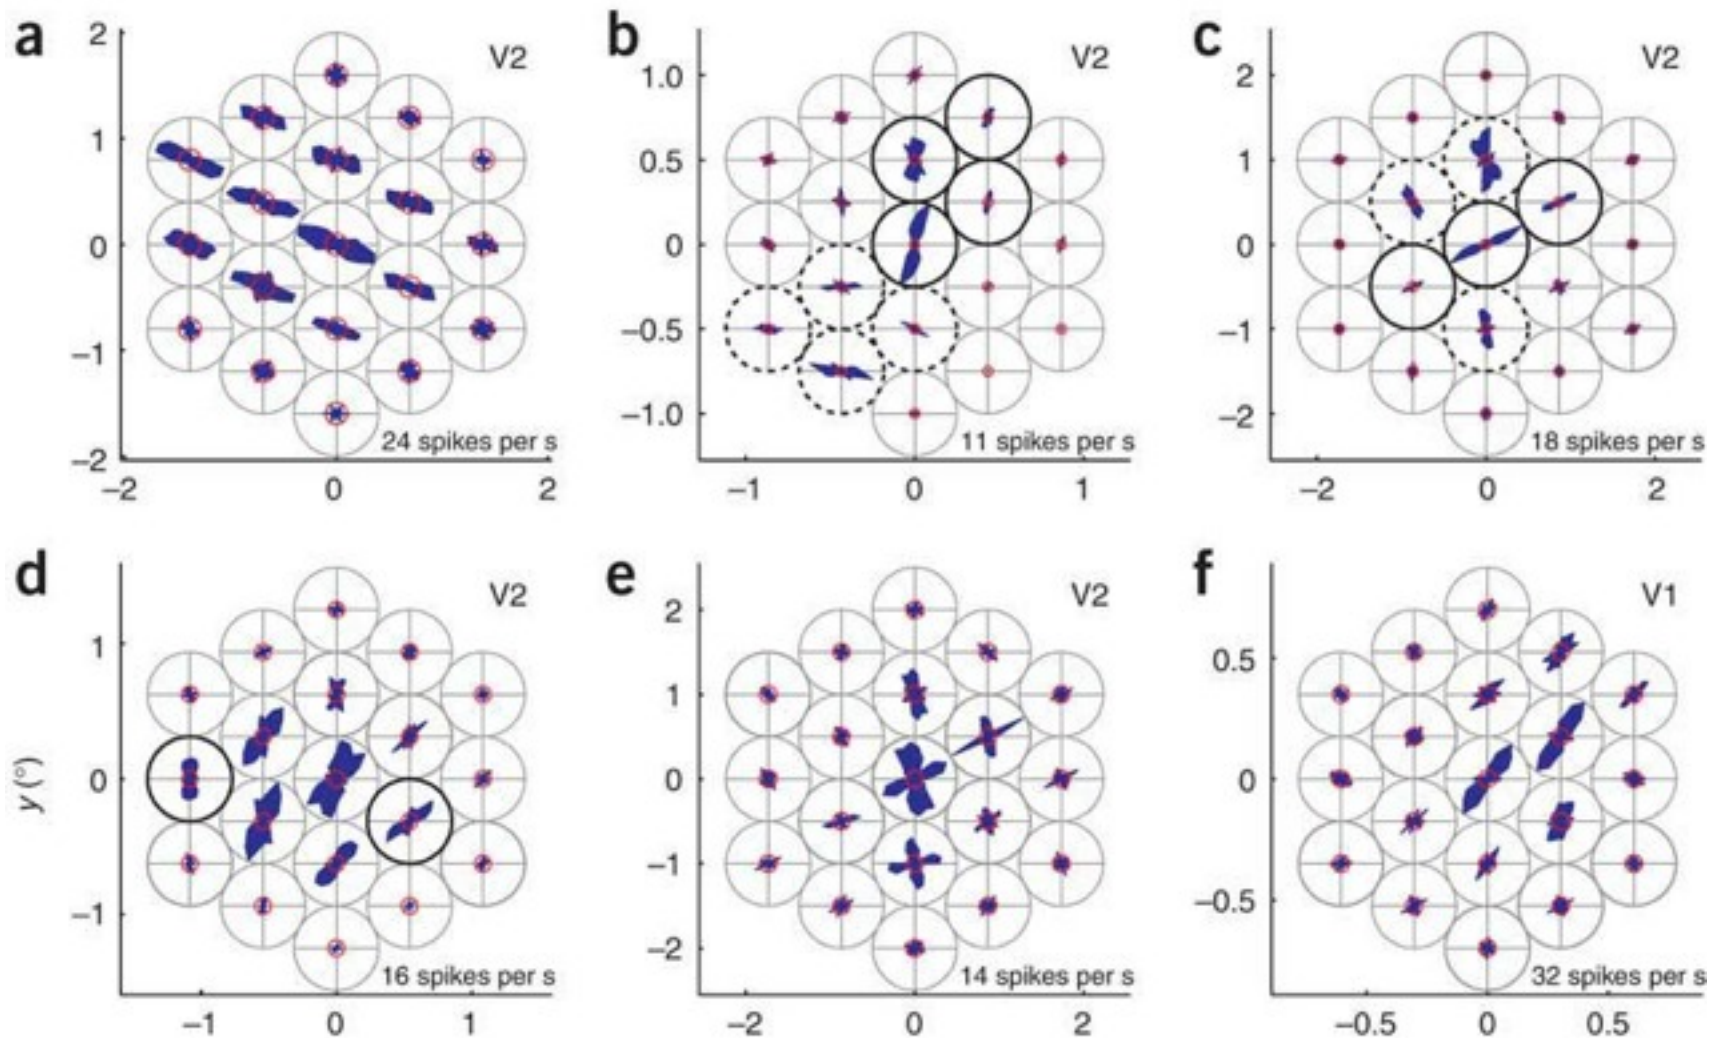 a
V2
2
1
0
−1
−2
24 spikes per s
−2 0 2
b
V2
1.0
0.5
0
−0.5
−1.0
11 spikes per s
−1 0 1
c
V2
2
1
0
−1
−2
18 spikes per s
−2 0 2
d
V2
1
0
−1
y (°)
16 spikes per s
−1 0 1
e
V2
2
1
0
−1
−2
14 spikes per s
−2 0 2
f
V1
0.5
0
−0.5
32 spikes per s
−0.5 0 0.5